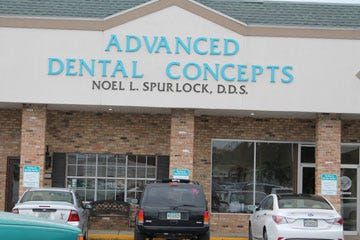 ADVANCED
DENTAL CONCEPTS
NOEL L. SPURLOCK, D.D.S.